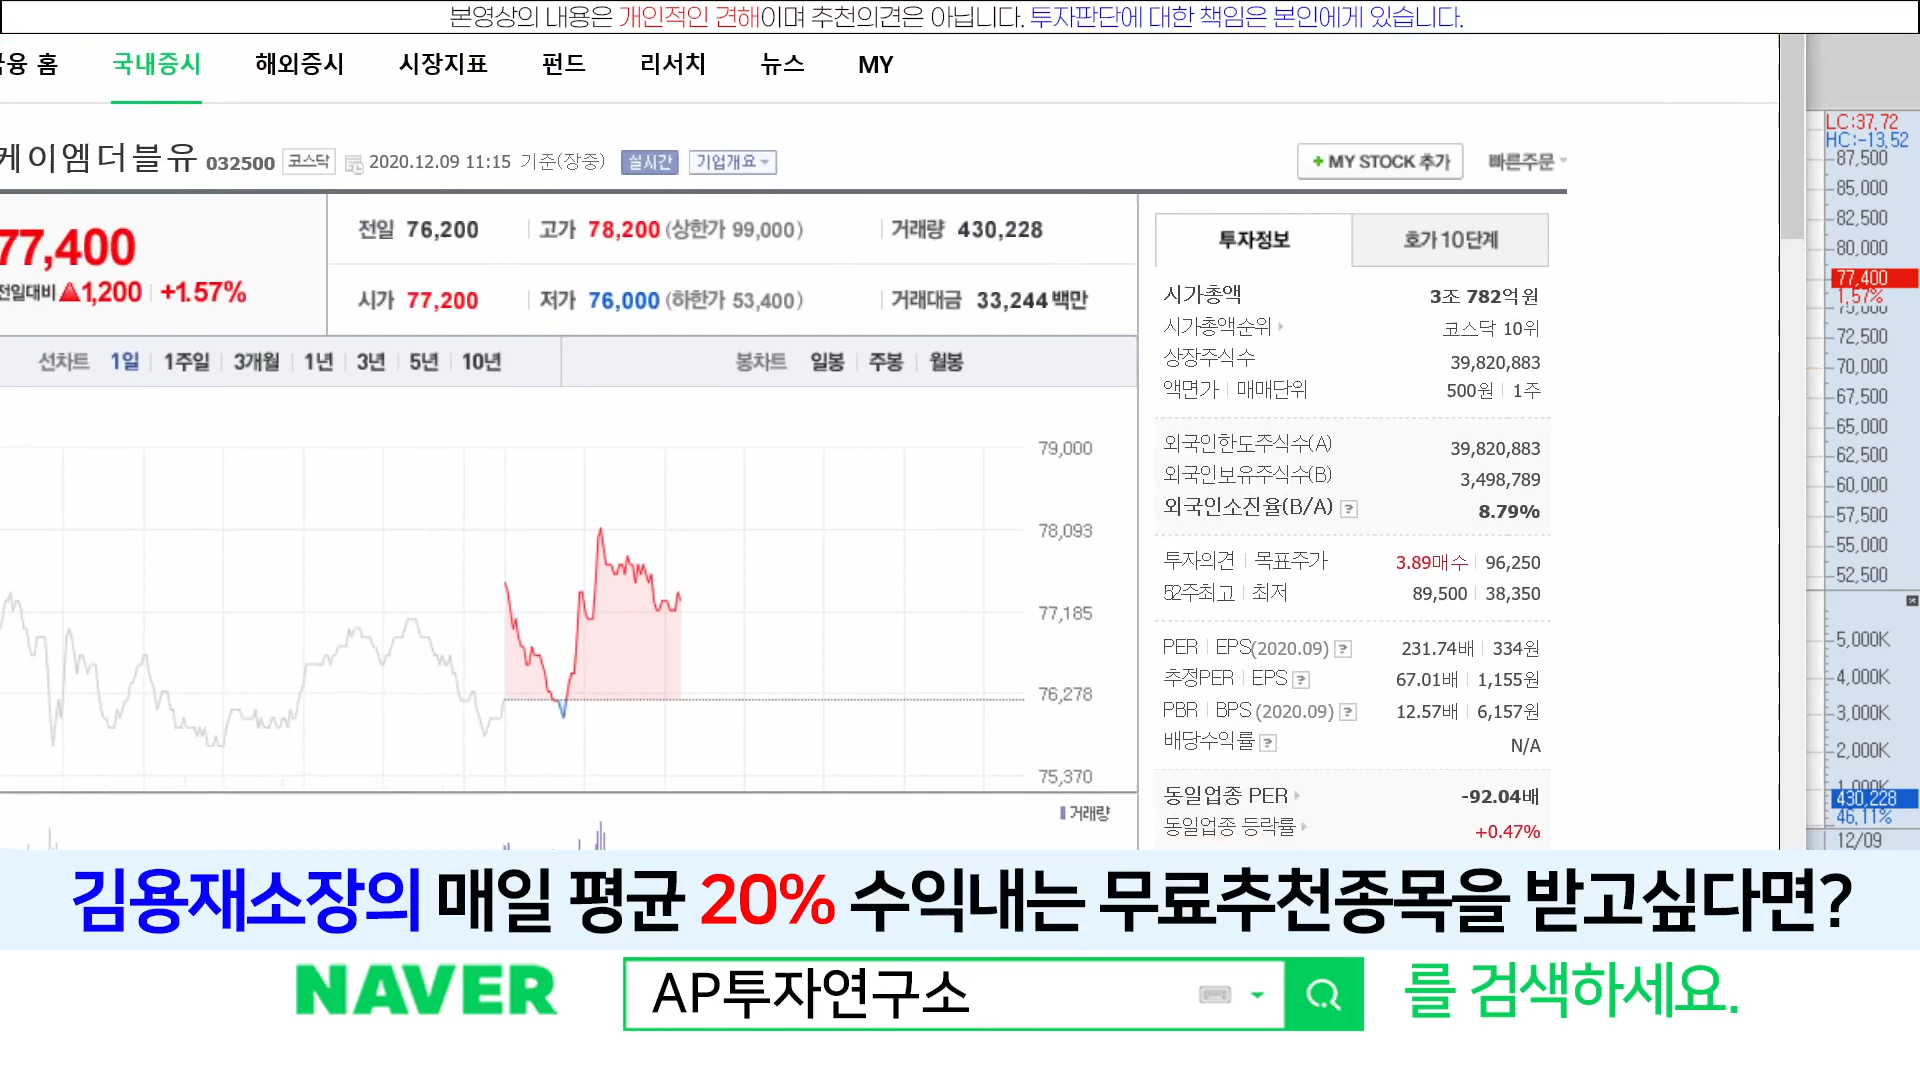 본영상의 내용은 개인적인 견해이며 추천의견은 아닙니다. 투자판단에 대한 책임은 본인에게 있습니다.
융 홈 국내증시 해외증시 시장지표 펀드 리서치 뉴스 MY
케이엠더블유 032500 코스닥 2020.12.09 11:15 기준(장중) 실시간 기업개요
+ MY STOCK 추가 빠른주문
77,400
전일대비 ▲1,200 +1.57%
전일 76,200 고가 78,200 (상한가 99,000) 거래량 430,228
시가 77,200 저가 76,000 (하한가 53,400) 거래대금 33,244 백만
선차트 1일 1주일 3개월 1년 3년 5년 10년 봉차트 일봉 주봉 월봉
79,000
78,093
77,185
76,278
75,370
거래량
투자정보 호가 10단계
시가총액 3조 782억원
시가총액순위 코스닥 10위
상장주식수 39,820,883
액면가 매매단위 500원 1주
외국인한도주식수(A) 39,820,883
외국인보유주식수(B) 3,498,789
외국인소진율(B/A) ? 8.79%
투자의견 목표주가 3.89매수 96,250
52주최고 최저 89,500 38,350
PER EPS(2020.09) ? 231.74배 334원
추정PER EPS ? 67.01배 1,155원
PBR BPS (2020.09) ? 12.57배 6,157원
배당수익률 ? N/A
동일업종 PER -92.04배
동일업종 등락률 +0.47%
LC:37,72
HC:-13,52
87,500
85,000
82,500
80,000
77,400
1,57%
75,000
72,500
70,000
67,500
65,000
62,500
60,000
57,500
55,000
52,500
5,000K
4,000K
3,000K
2,000K
1,000K
430,228
46,11%
12/09
김용재소장의 매일 평균 20% 수익내는 무료추천종목을 받고싶다면?
NAVER AP투자연구소 를 검색하세요.